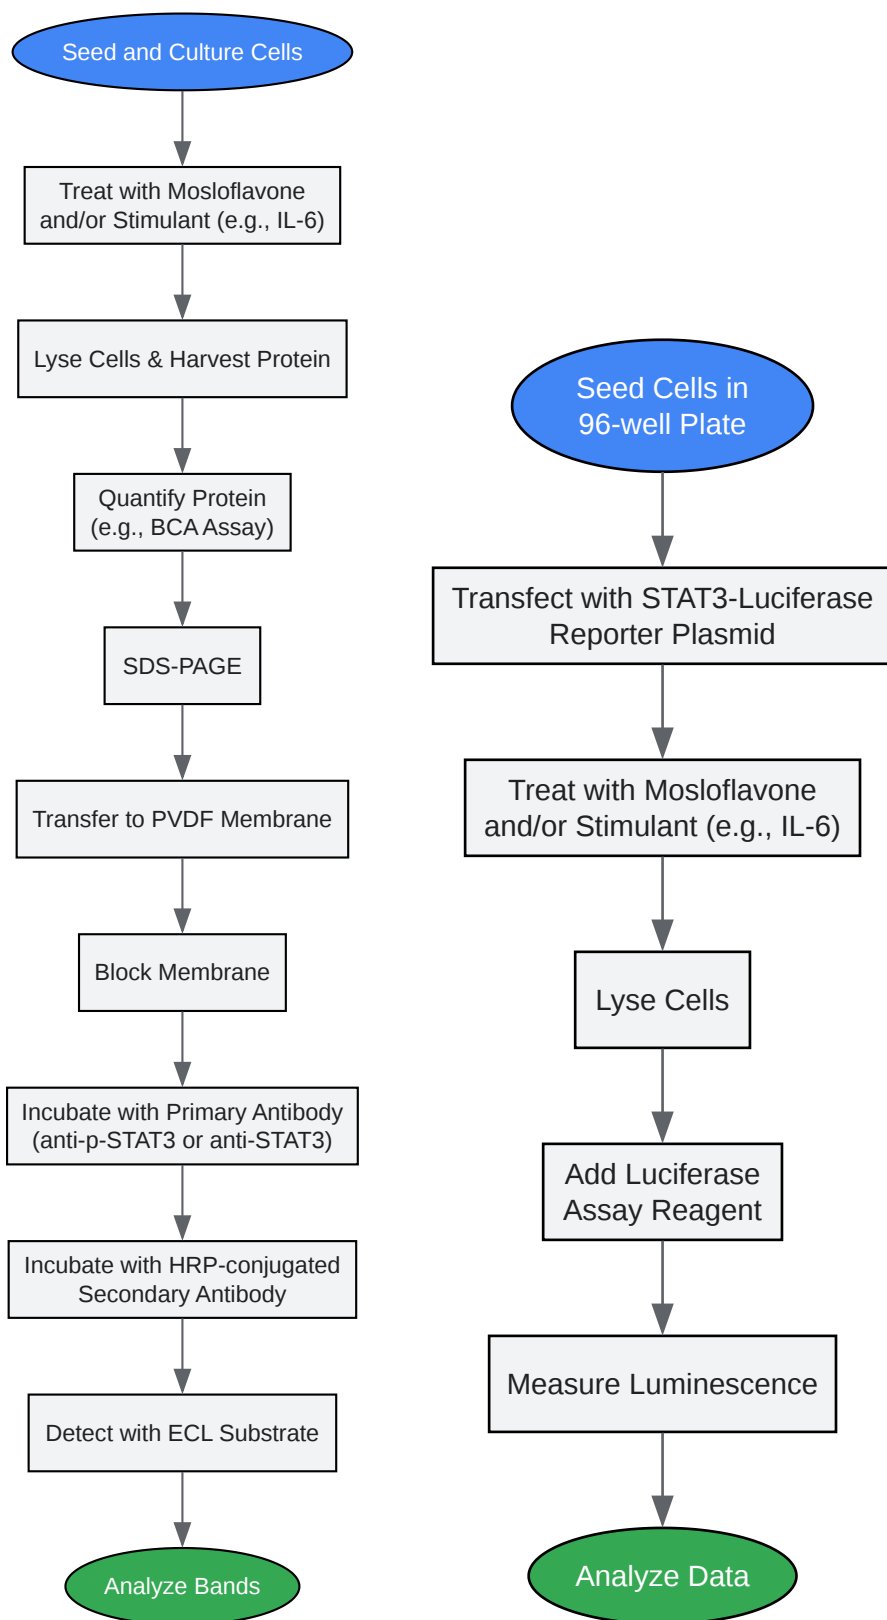 Seed and Culture Cells
Treat with Mosloflavone
and/or Stimulant (e.g., IL-6)
Lyse Cells & Harvest Protein
Quantify Protein
(e.g., BCA Assay)
SDS-PAGE
Transfer to PVDF Membrane
Block Membrane
Incubate with Primary Antibody
(anti-p-STAT3 or anti-STAT3)
Incubate with HRP-conjugated
Secondary Antibody
Detect with ECL Substrate
Analyze Bands
Seed Cells in
96-well Plate
Transfect with STAT3-Luciferase
Reporter Plasmid
Treat with Mosloflavone
and/or Stimulant (e.g., IL-6)
Lyse Cells
Add Luciferase
Assay Reagent
Measure Luminescence
Analyze Data